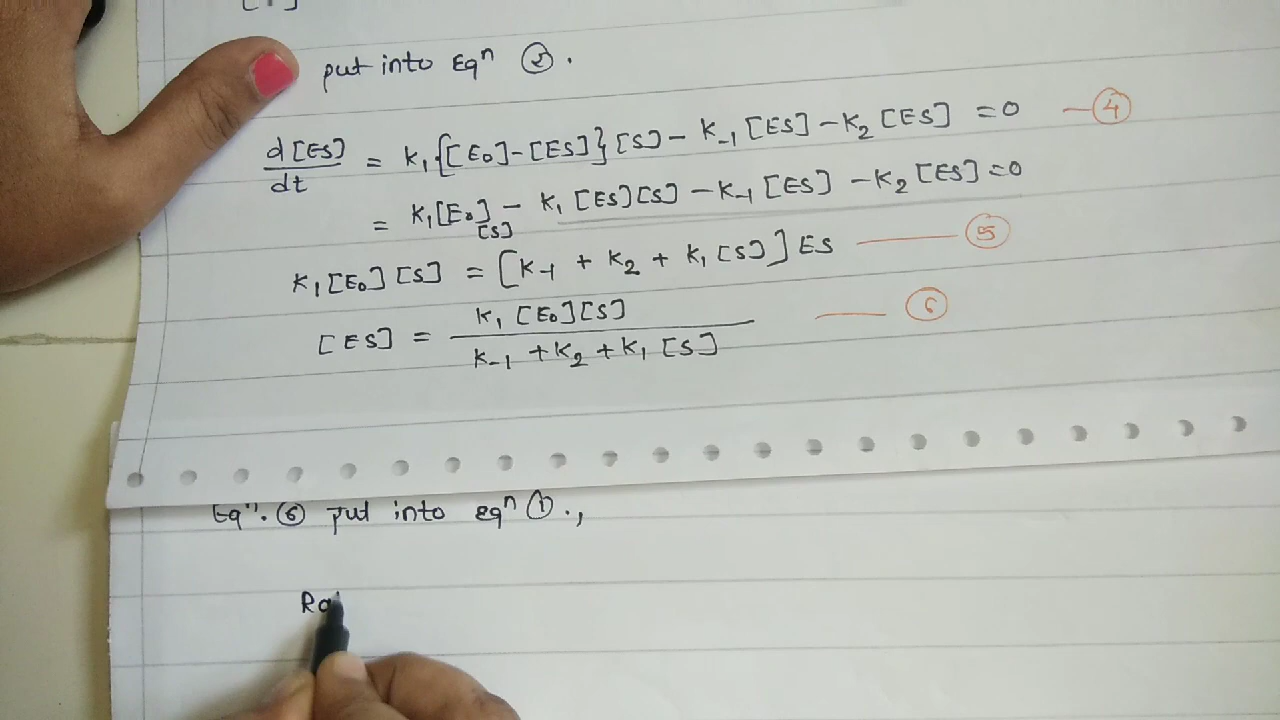 put into Eqⁿ ②.
d[ES]/dt = K₁{[E₀]-[ES]}[S] - K₋₁[ES] - K₂[ES] = 0 —④
= K₁[E₀][S] - K₁[ES][S] - K₋₁[ES] - K₂[ES] = 0
K₁[E₀][S] = [K₋₁ + K₂ + K₁[S]]ES —⑤
[ES] = K₁[E₀][S] / K₋₁ + K₂ + K₁[S] —⑥
Eqⁿ. ⑥ put into eqⁿ ①.,